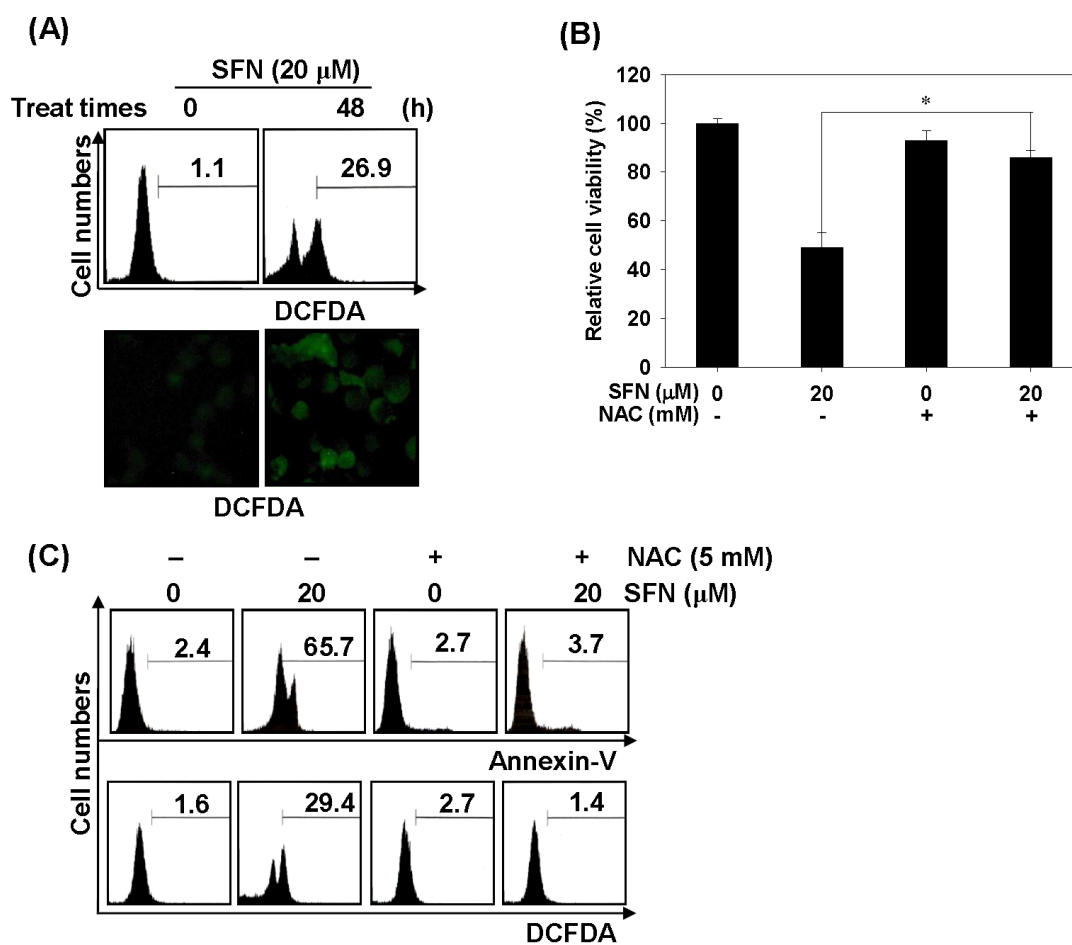 (A)
SFN (20 μM)
Treat times 0 48 (h)
1.1 26.9
Cell numbers
DCFDA
DCFDA
(B)
120
100
80
60
40
20
0
Relative cell viability (%)
*
SFN (μM) 0 20 0 20
NAC (mM) - - + +
(C)
– – + + NAC (5 mM)
0 20 0 20 SFN (μM)
2.4 65.7 2.7 3.7
Annexin-V
Cell numbers
1.6 29.4 2.7 1.4
DCFDA